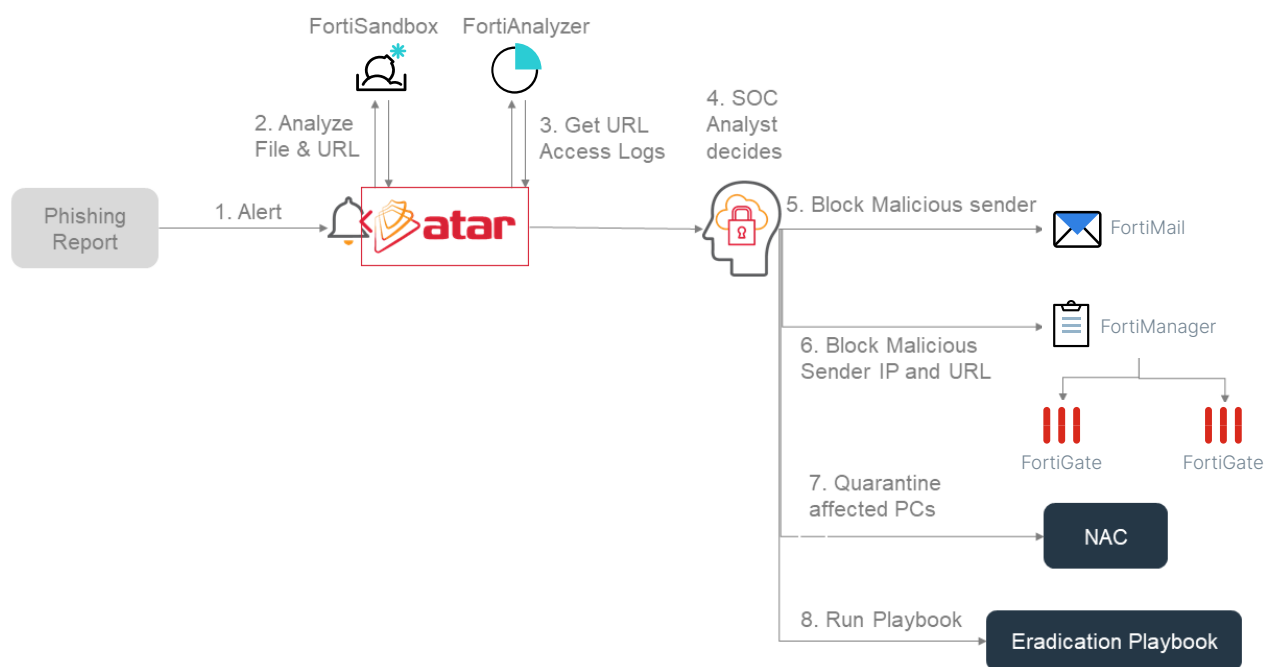 FortiSandbox
FortiAnalyzer
2. Analyze
File & URL
3. Get URL
Access Logs
4. SOC
Analyst
decides
Phishing
Report
1. Alert
atar
5. Block Malicious sender
FortiMail
6. Block Malicious
Sender IP and URL
FortiManager
FortiGate
FortiGate
7. Quarantine
affected PCs
NAC
8. Run Playbook
Eradication Playbook